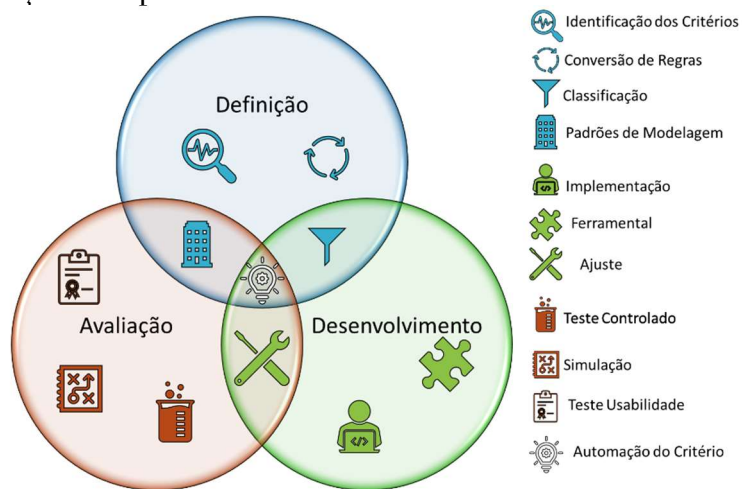 Definição
Avaliação
Desenvolvimento
Identificação dos Critérios
Conversão de Regras
Classificação
Padrões de Modelagem
Implementação
Ferramental
Ajuste
Teste Controlado
Simulação
Teste Usabilidade
Automação do Critério